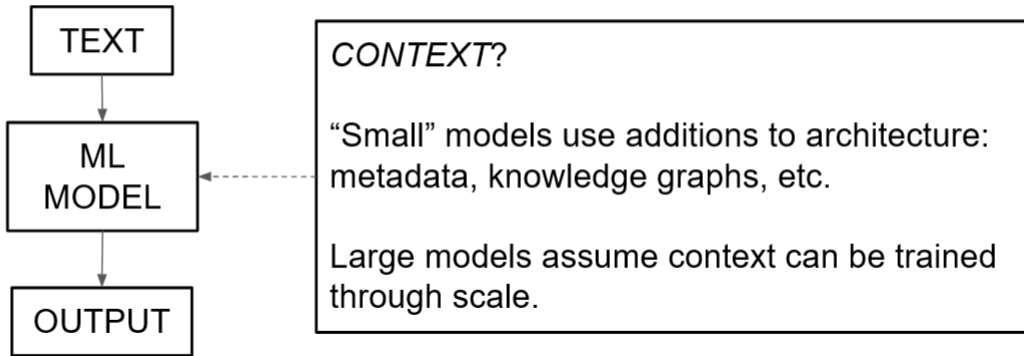 TEXT
ML
MODEL
OUTPUT
CONTEXT?
“Small” models use additions to architecture:
metadata, knowledge graphs, etc.
Large models assume context can be trained
through scale.